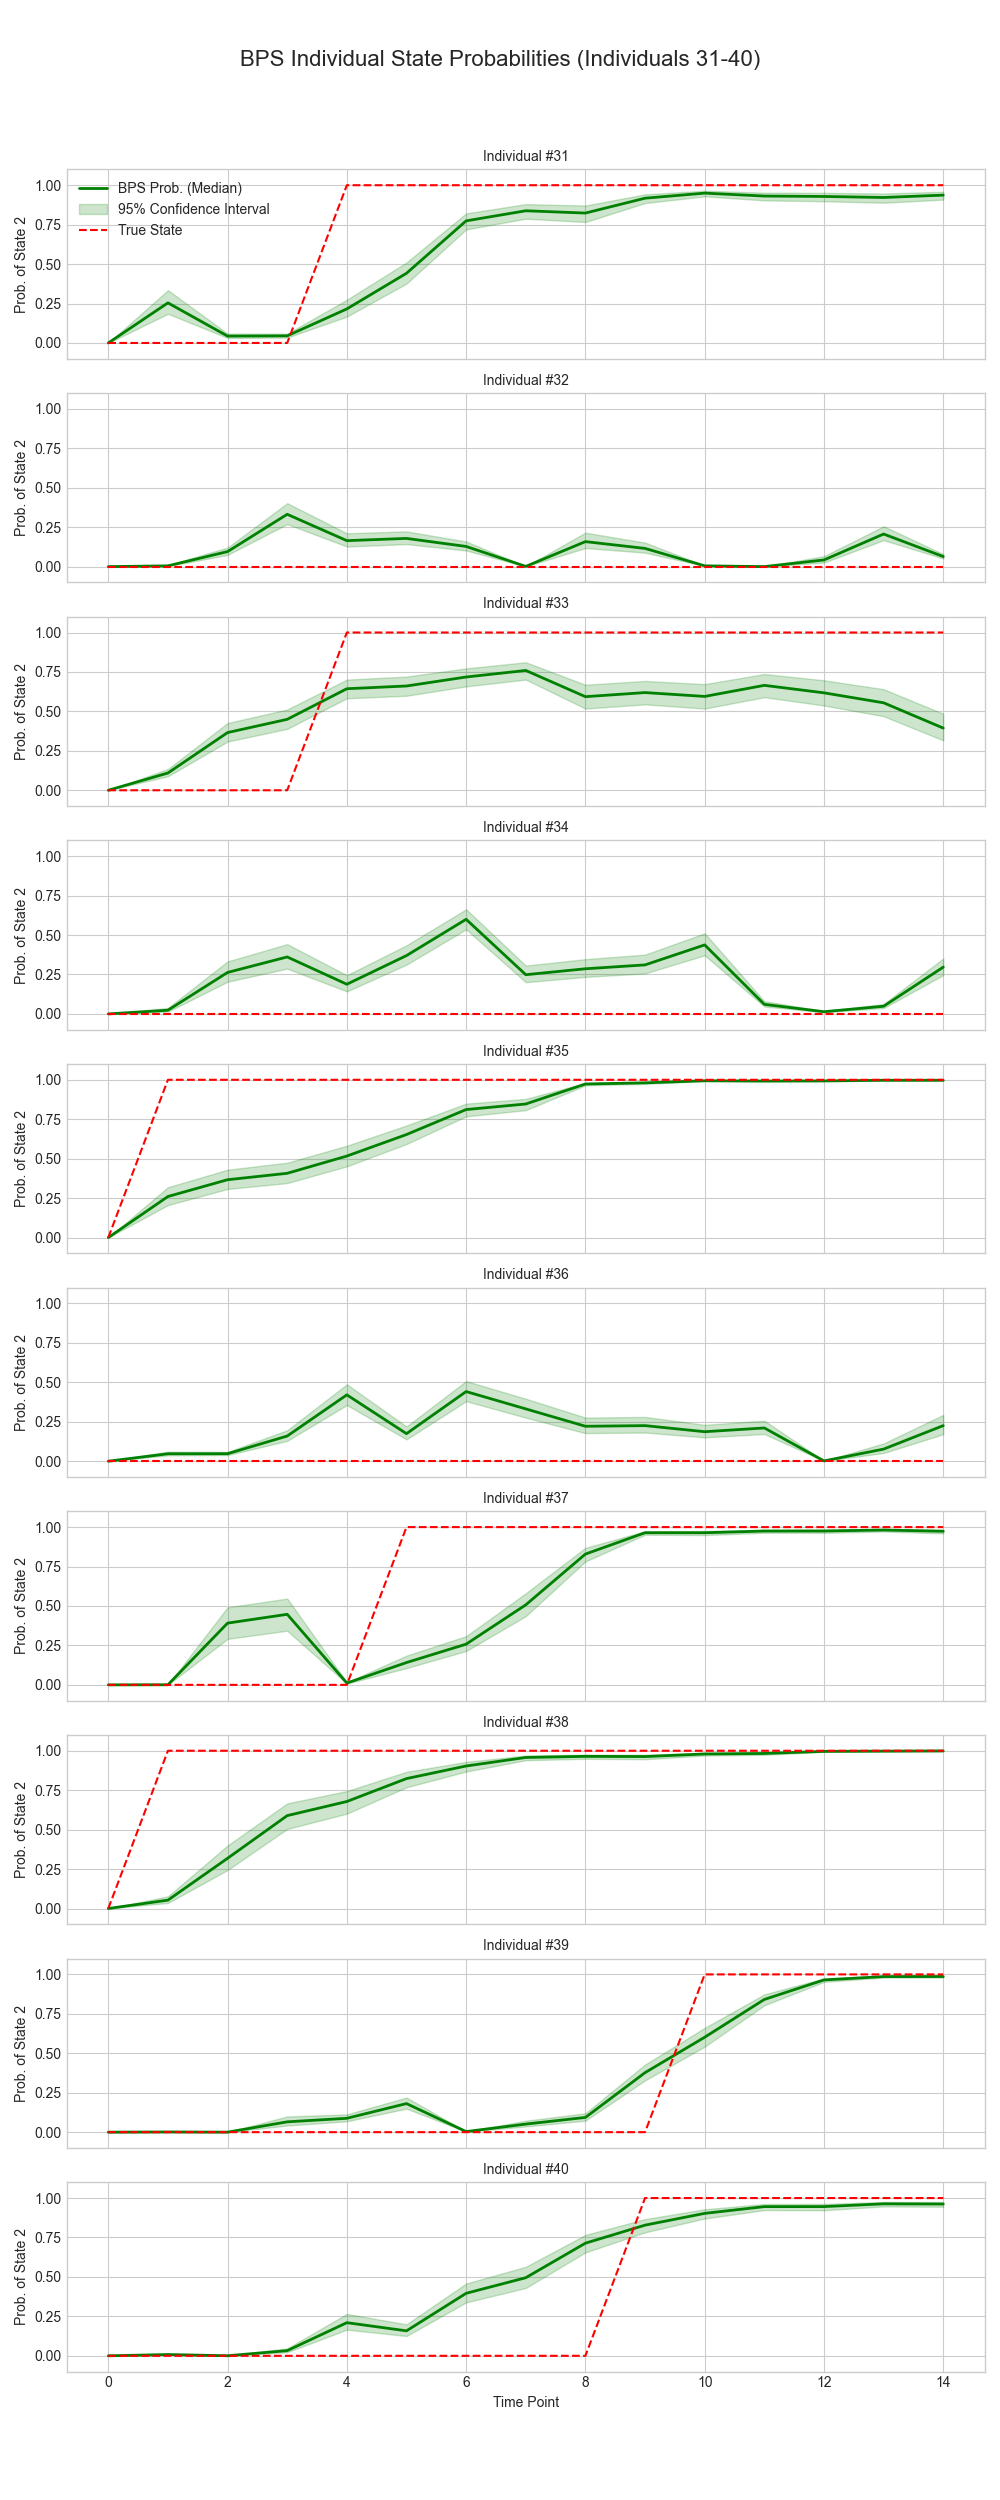 BPS Individual State Probabilities (Individuals 31-40)
Individual #31
BPS Prob. (Median)
95% Confidence Interval
True State
1.00
0.75
0.50
0.25
0.00
Prob. of State 2
Individual #32
1.00
0.75
0.50
0.25
0.00
Prob. of State 2
Individual #33
1.00
0.75
0.50
0.25
0.00
Prob. of State 2
Individual #34
1.00
0.75
0.50
0.25
0.00
Prob. of State 2
Individual #35
1.00
0.75
0.50
0.25
0.00
Prob. of State 2
Individual #36
1.00
0.75
0.50
0.25
0.00
Prob. of State 2
Individual #37
1.00
0.75
0.50
0.25
0.00
Prob. of State 2
Individual #38
1.00
0.75
0.50
0.25
0.00
Prob. of State 2
Individual #39
1.00
0.75
0.50
0.25
0.00
Prob. of State 2
Individual #40
1.00
0.75
0.50
0.25
0.00
Prob. of State 2
0 2 4 6 8 10 12 14
Time Point